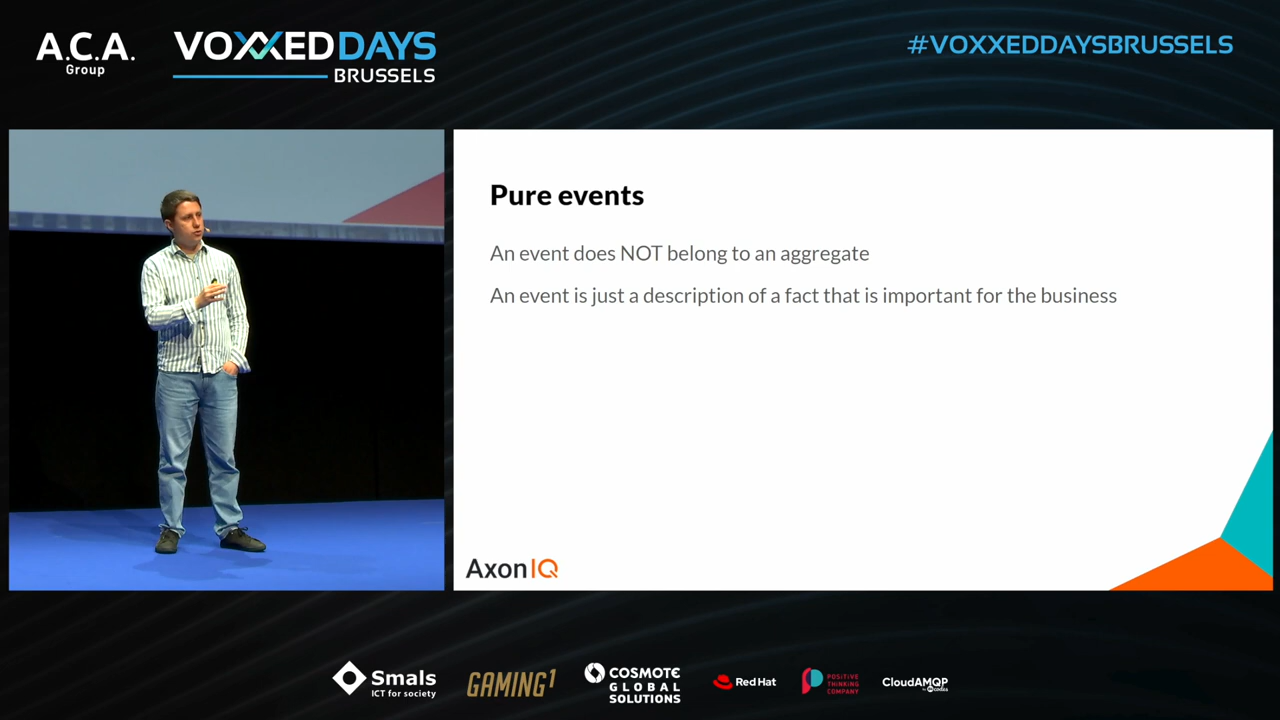 A.C.A.
Group
VOXXEDDAYS
BRUSSELS
#VOXXEDDAYSBRUSSELS
Pure events
An event does NOT belong to an aggregate
An event is just a description of a fact that is important for the business
AxonIQ
Smals
ICT for society
GAMING1
COSMOTE
GLOBAL
SOLUTIONS
Red Hat
POSITIVE
THINKING
COMPANY
CloudAMQP